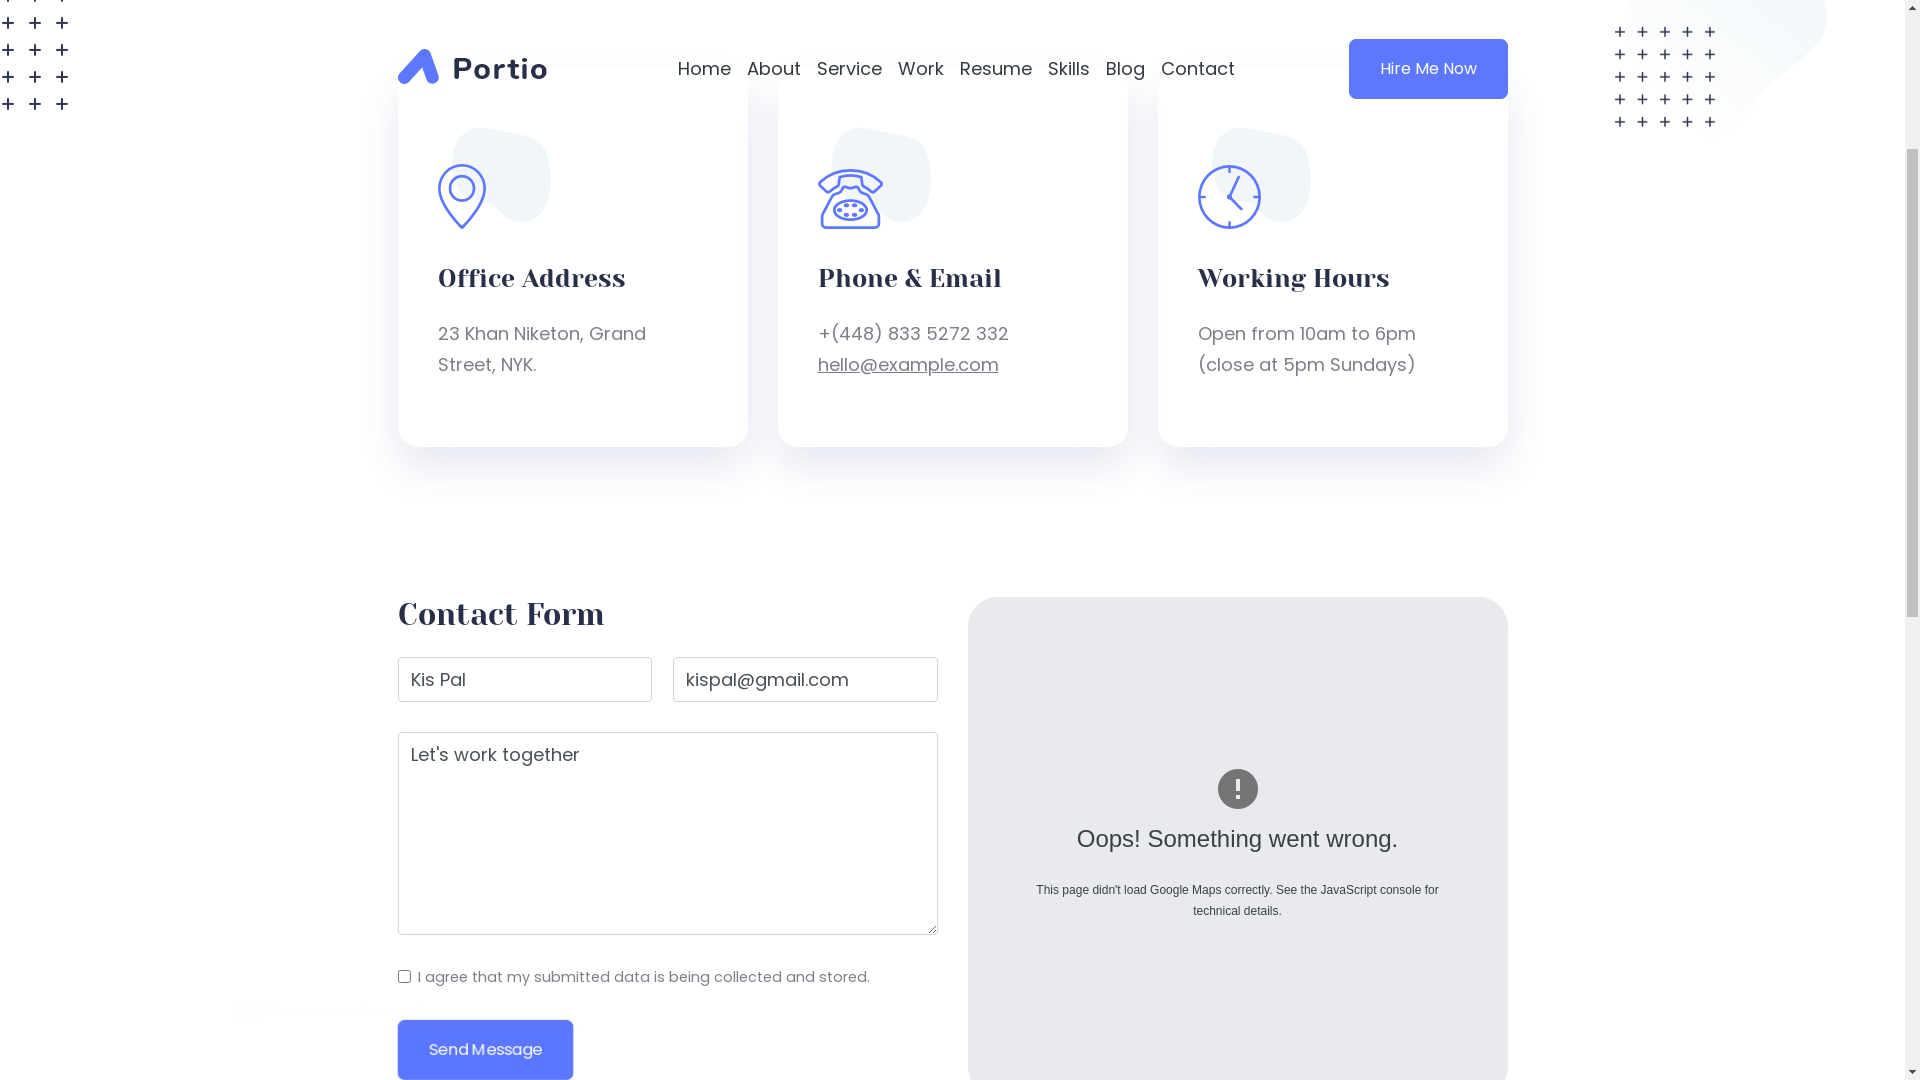 Portio
Home About Service Work Resume Skills Blog Contact
Hire Me Now
Office Address
23 Khan Niketon, Grand
Street, NYK.
Phone & Email
+(448) 833 5272 332
hello@example.com
Working Hours
Open from 10am to 6pm
(close at 5pm Sundays)
Contact Form
Kis Pal
kispal@gmail.com
Let's work together
I agree that my submitted data is being collected and stored.
Send Message
Oops! Something went wrong.
This page didn't load Google Maps correctly. See the JavaScript console for
technical details.